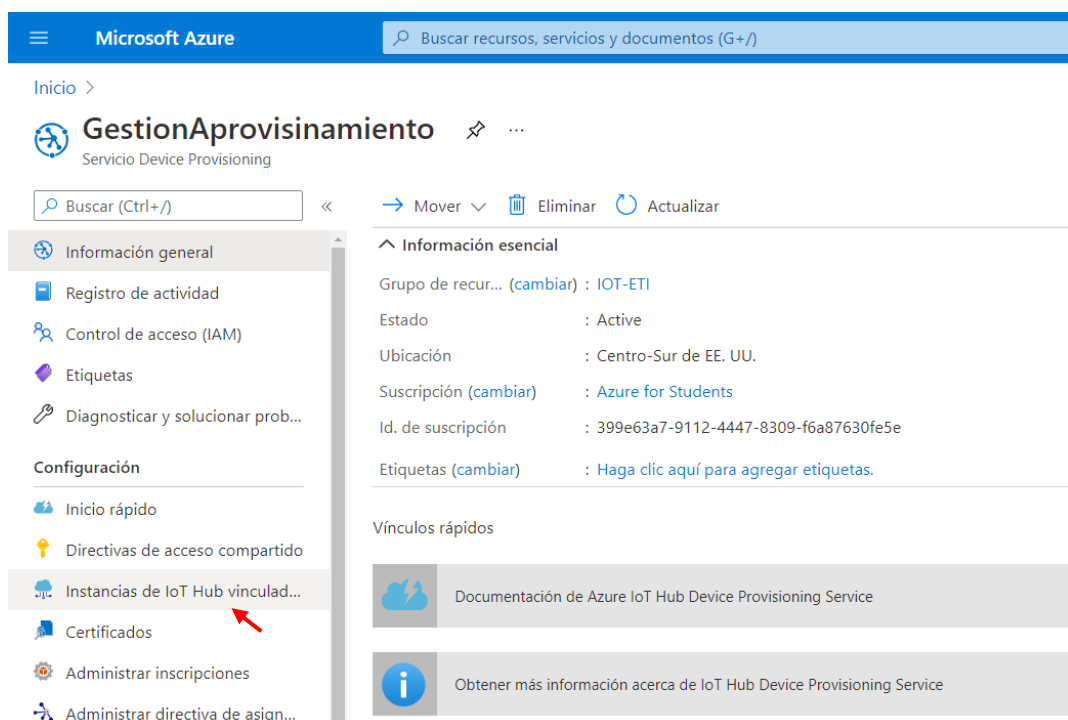 Microsoft Azure
Buscar recursos, servicios y documentos (G+/)
Inicio >
GestionAprovisinamiento
...
Servicio Device Provisioning
Buscar (Ctrl+/)
«
Mover
Eliminar
Actualizar
Información general
Registro de actividad
Control de acceso (IAM)
Etiquetas
Diagnosticar y solucionar prob...
Configuración
Inicio rápido
Directivas de acceso compartido
Instancias de IoT Hub vinculad...
Certificados
Administrar inscripciones
Administrar directiva de asign...
Información esencial
Grupo de recur... (cambiar) : IOT-ETI
Estado : Active
Ubicación : Centro-Sur de EE. UU.
Suscripción (cambiar) : Azure for Students
Id. de suscripción : 399e63a7-9112-4447-8309-f6a87630fe5e
Etiquetas (cambiar) : Haga clic aquí para agregar etiquetas.
Vínculos rápidos
Documentación de Azure IoT Hub Device Provisioning Service
Obtener más información acerca de IoT Hub Device Provisioning Service